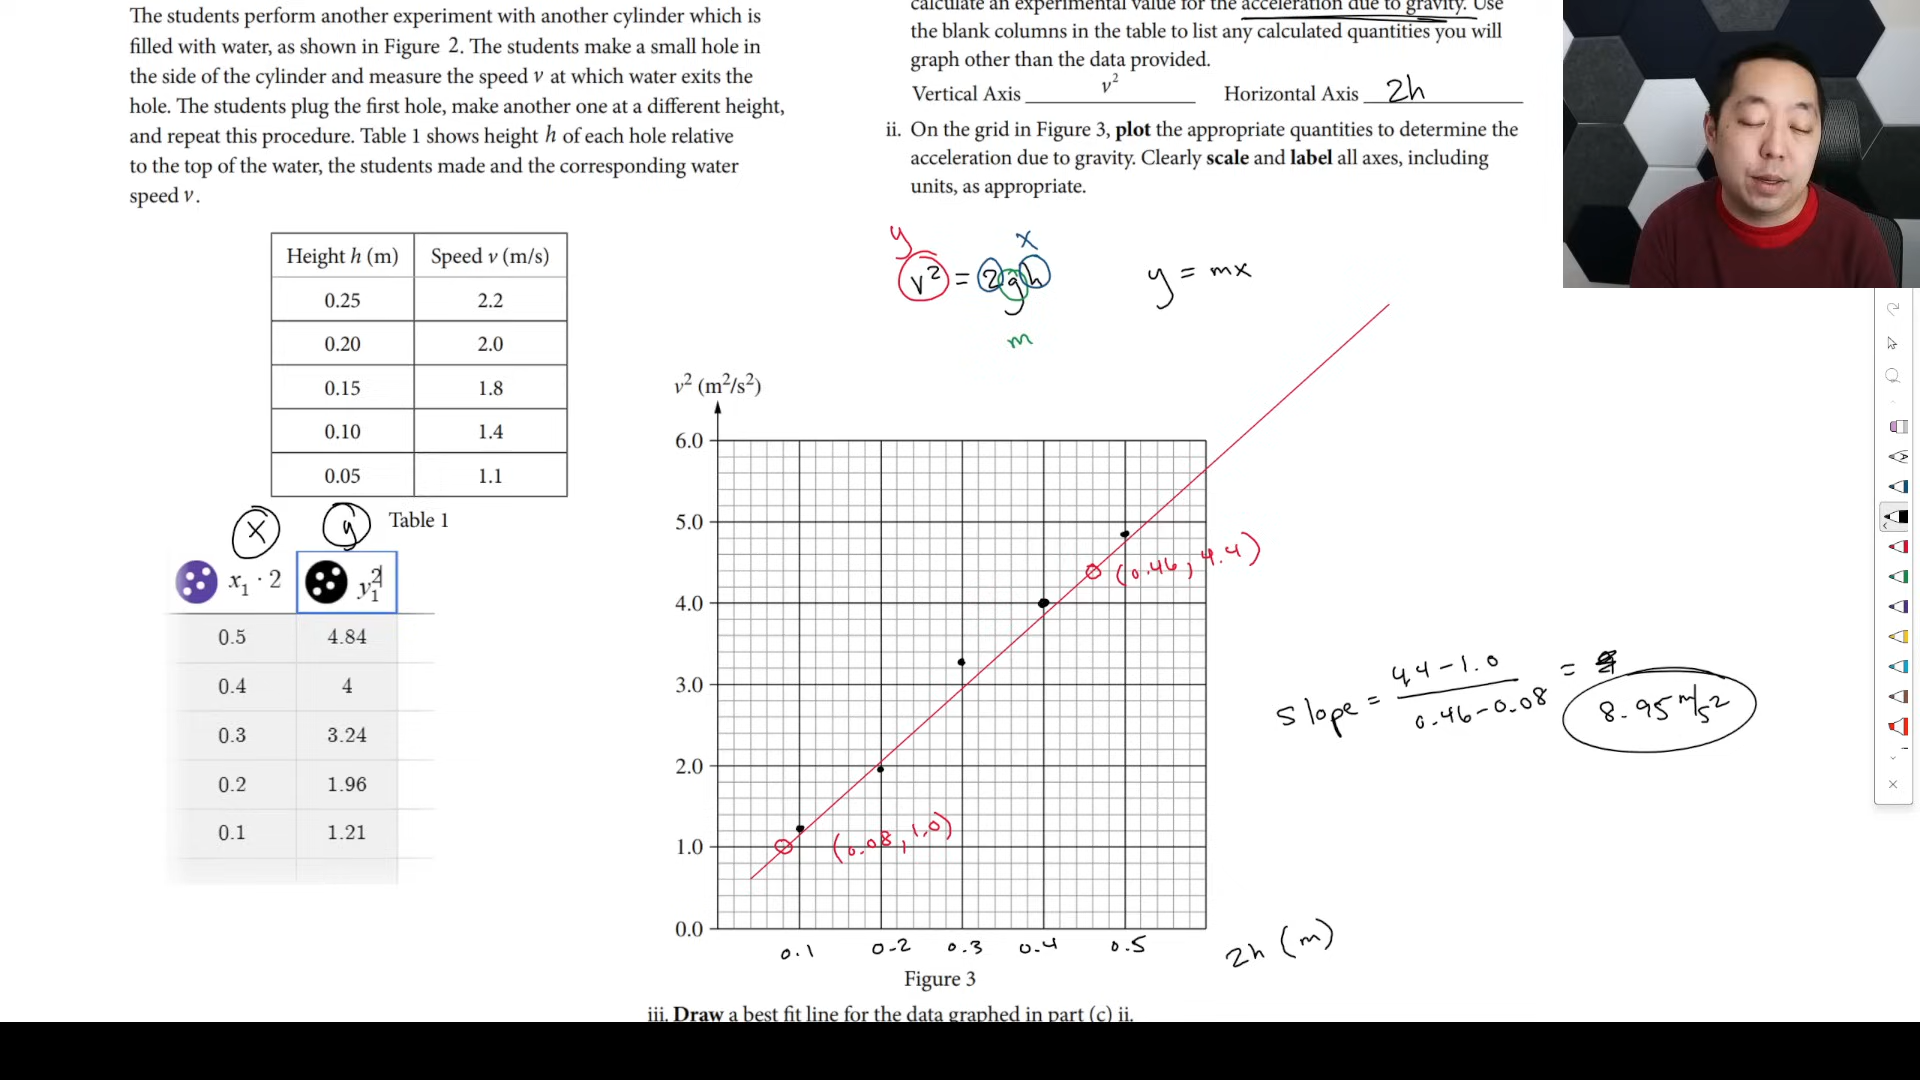 The students perform another experiment with another cylinder which is
filled with water, as shown in Figure 2. The students make a small hole in
the side of the cylinder and measure the speed v at which water exits the
hole. The students plug the first hole, make another one at a different height,
and repeat this procedure. Table 1 shows height h of each hole relative
to the top of the water, the students made and the corresponding water
speed v.
Height h (m) Speed v (m/s)
0.25 2.2
0.20 2.0
0.15 1.8
0.10 1.4
0.05 1.1
Table 1
x y
x₁ · 2 y₁²
0.5 4.84
0.4 4
0.3 3.24
0.2 1.96
0.1 1.21
calculate an experimental value for the acceleration due to gravity. Use
the blank columns in the table to list any calculated quantities you will
graph other than the data provided.
Vertical Axis v² Horizontal Axis 2h
ii. On the grid in Figure 3, plot the appropriate quantities to determine the
acceleration due to gravity. Clearly scale and label all axes, including
units, as appropriate.
y x
v² = 2gh y = mx
m
v² (m²/s²)
6.0
5.0
4.0
3.0
2.0
1.0
0.0
(0.46, 4.4)
(0.08, 1.0)
0.1 0.2 0.3 0.4 0.5
2h (m)
Figure 3
slope = 4.4 - 1.0 / 0.46 - 0.08 =
8.95 m/s²
iii. Draw a best fit line for the data graphed in part (c) ii.